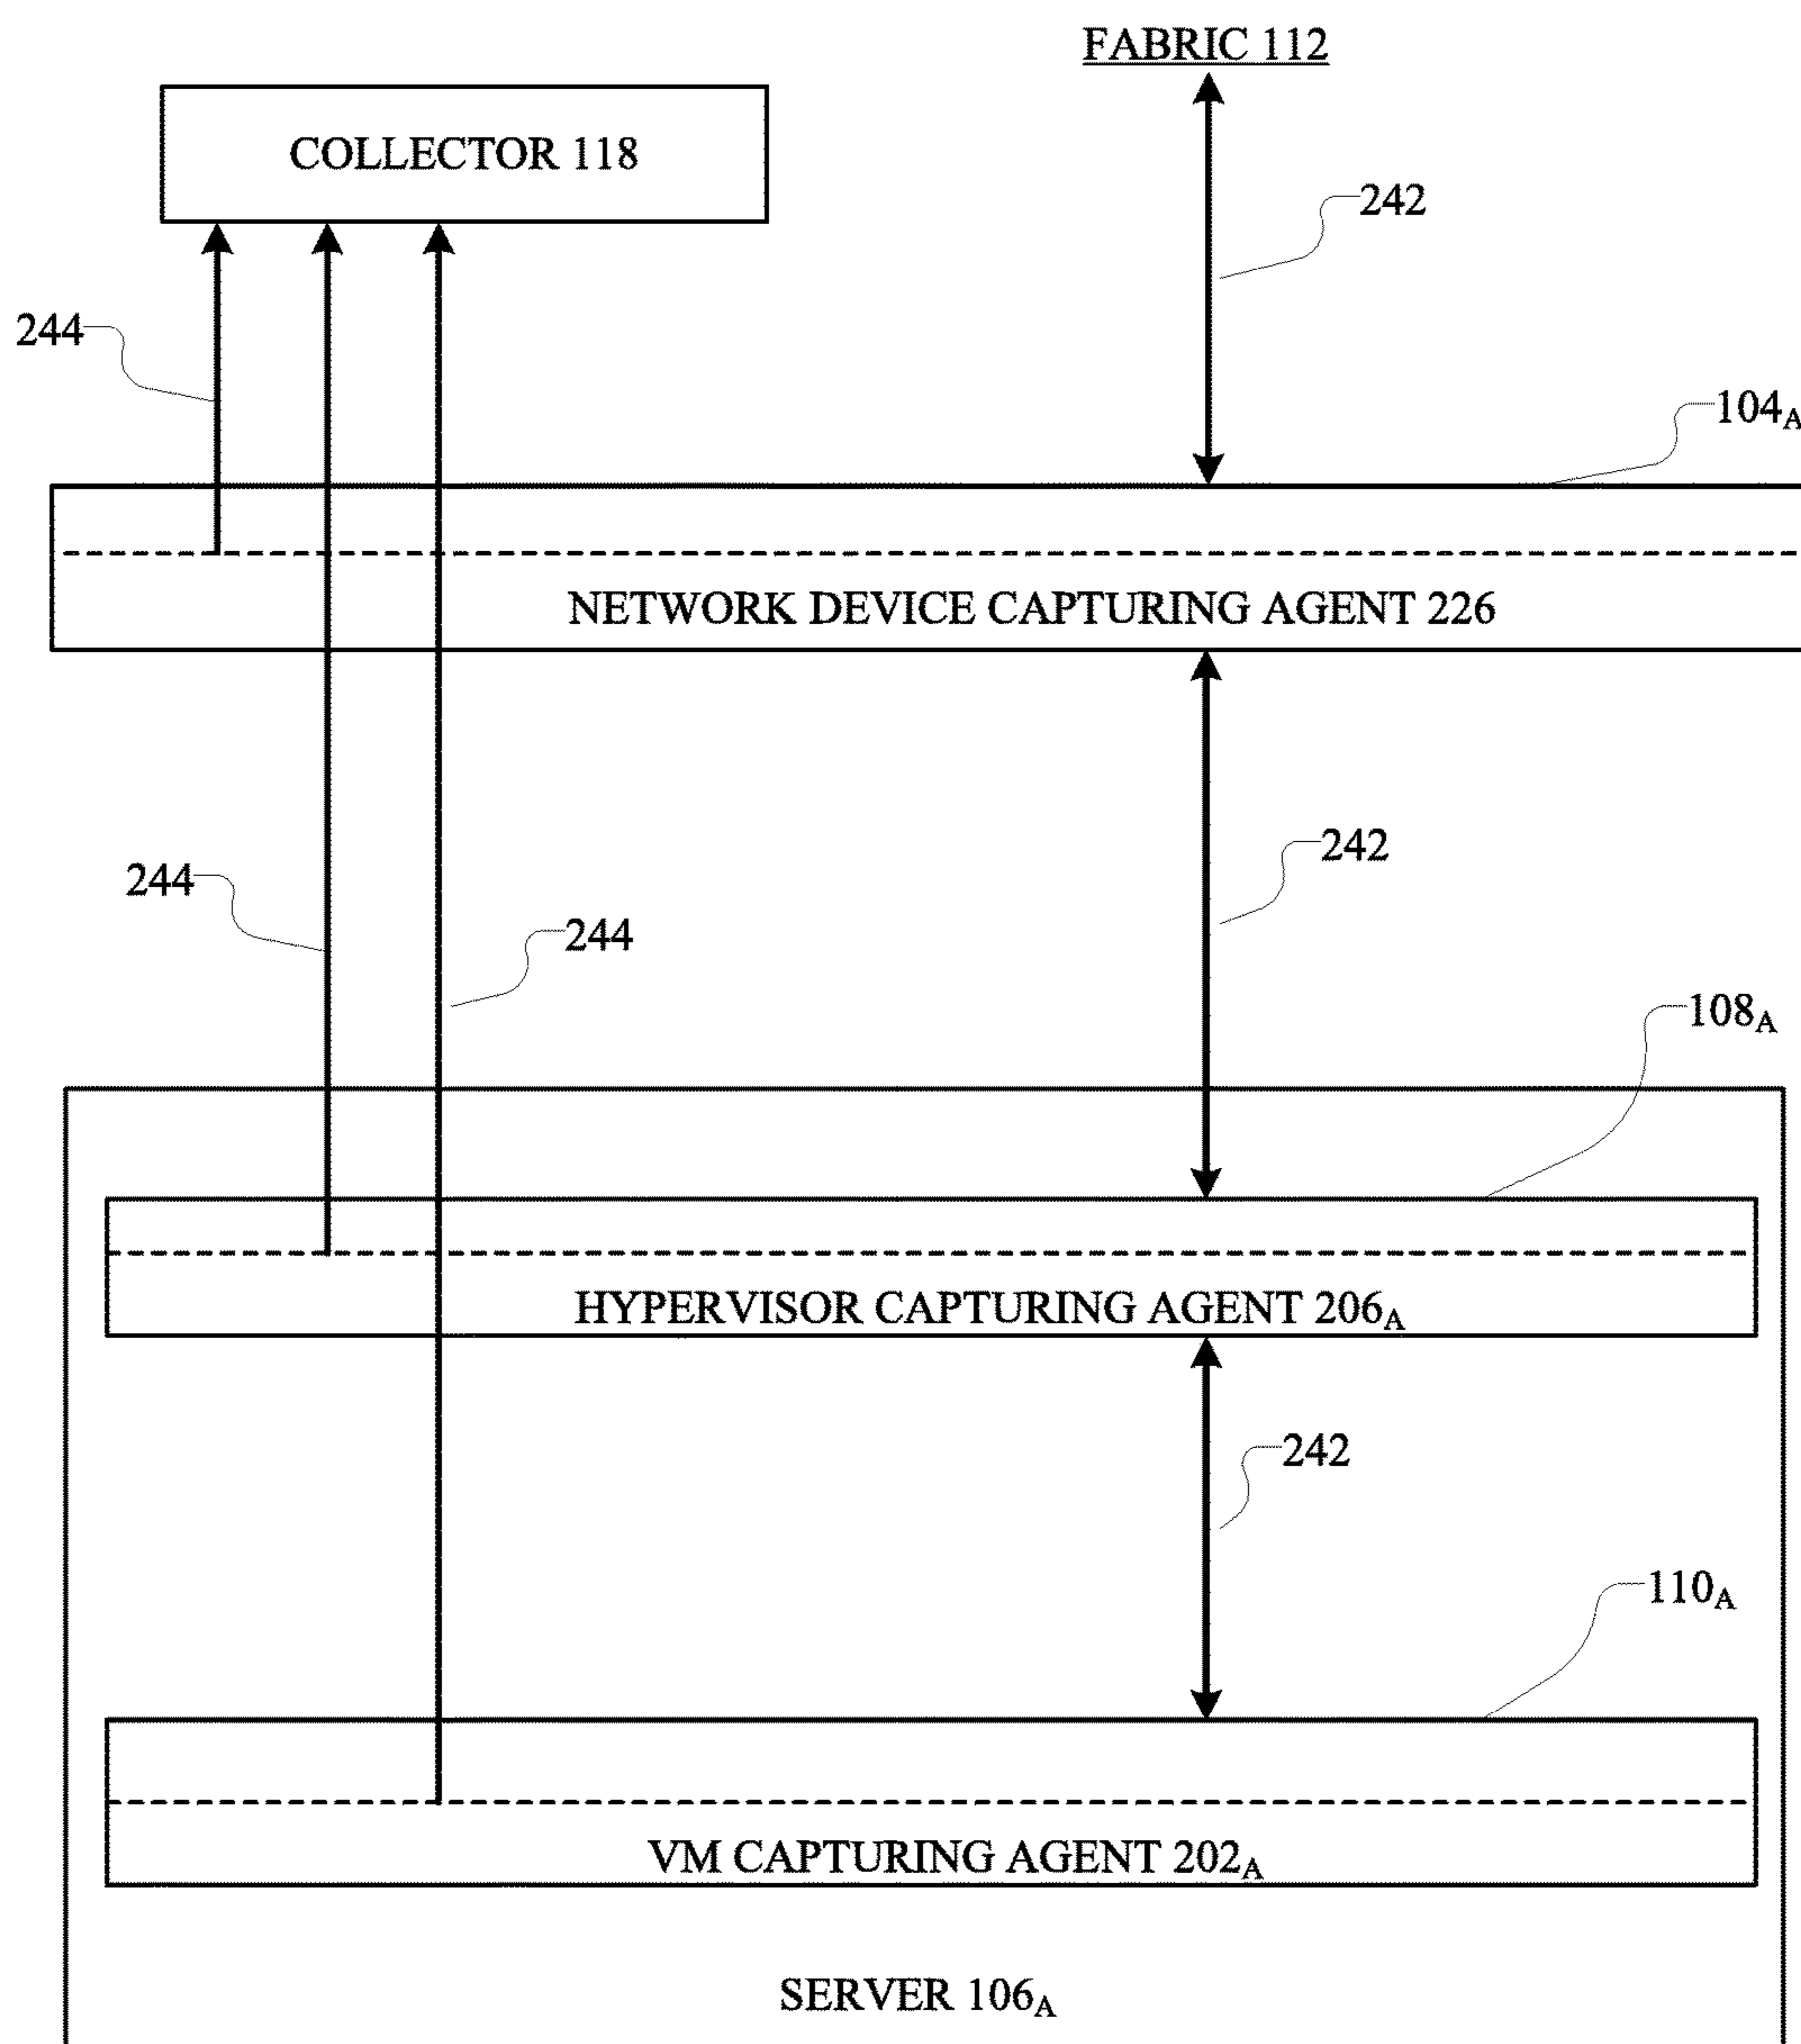 FABRIC 112
COLLECTOR 118
242
244
104A
NETWORK DEVICE CAPTURING AGENT 226
242
244
244
108A
HYPERVISOR CAPTURING AGENT 206A
242
110A
VM CAPTURING AGENT 202A
SERVER 106A